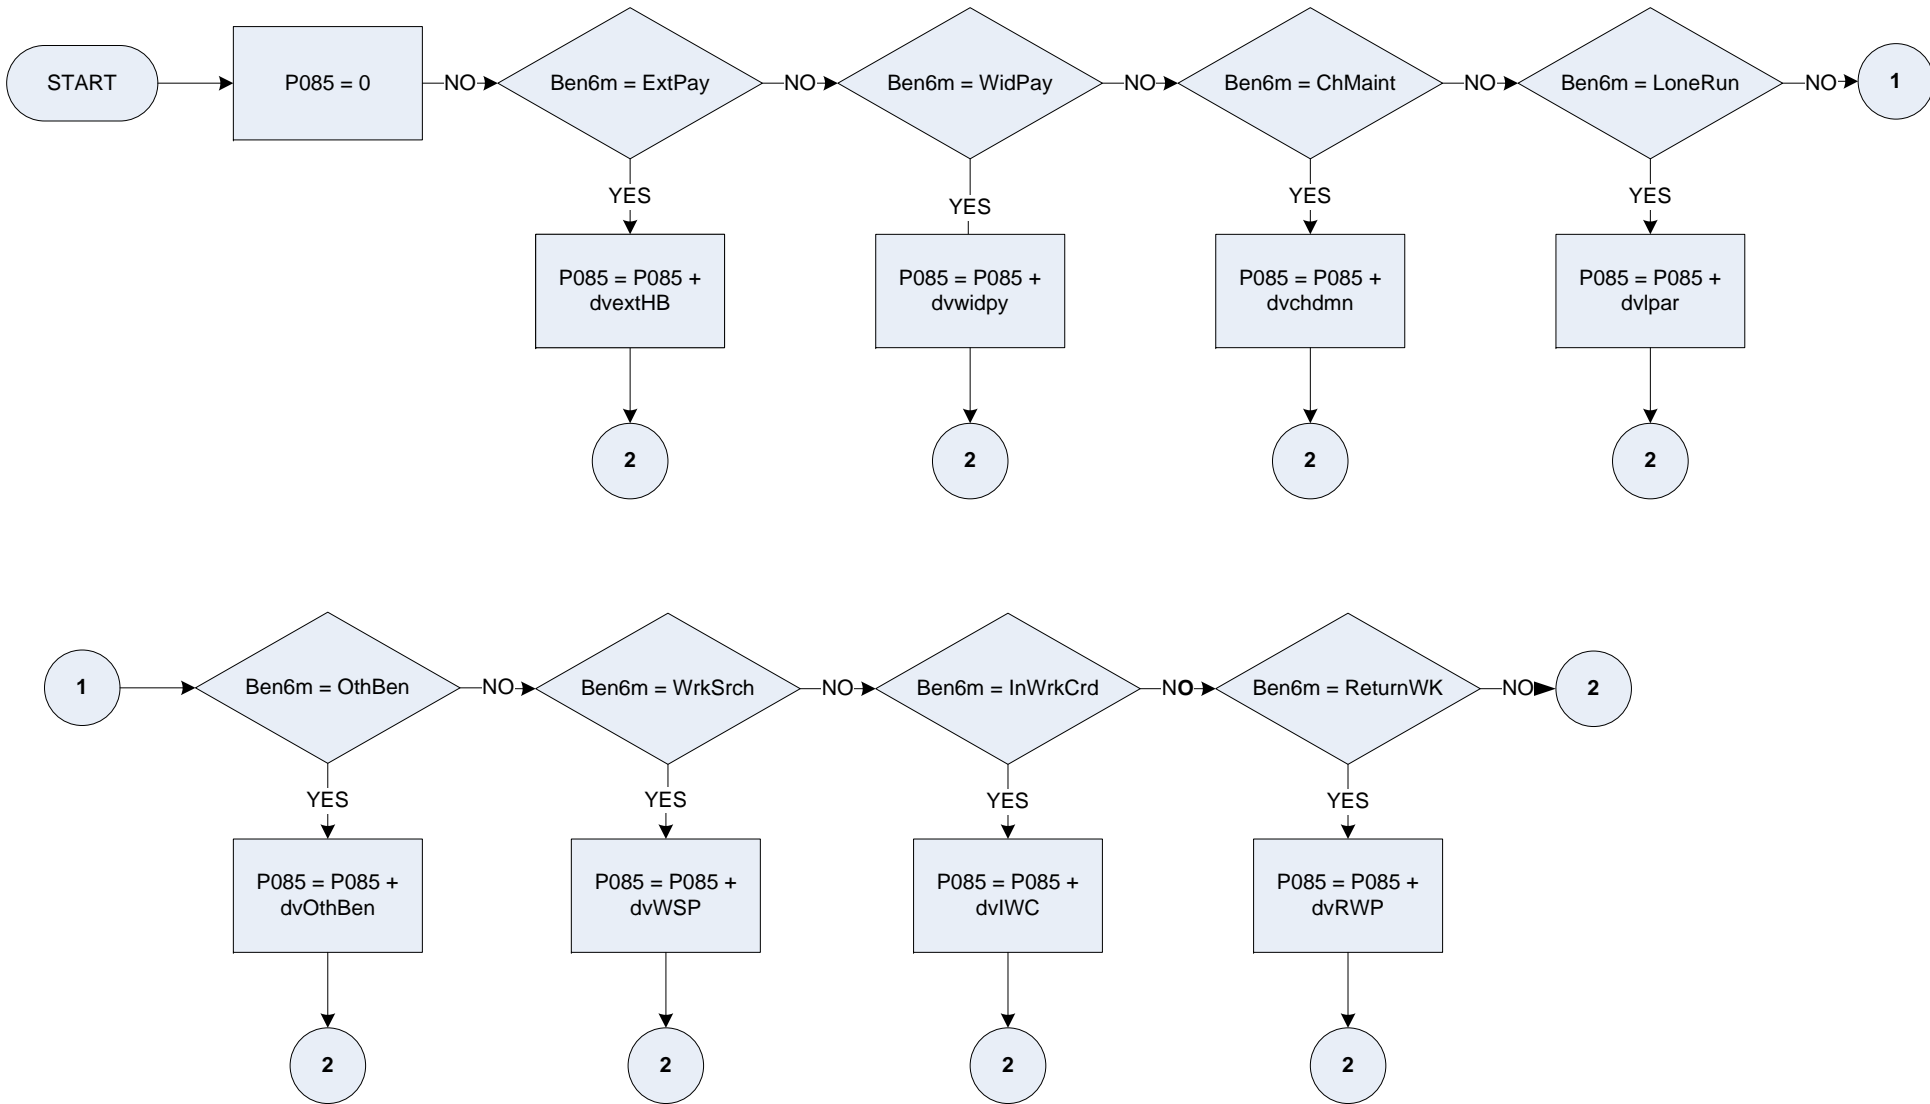 START
P085 = 0
NO
Ben6m = ExtPay
NO
Ben6m = WidPay
NO
Ben6m = ChMaint
NO
Ben6m = LoneRun
NO
1
YES
YES
YES
YES
P085 = P085 +
dvextHB
P085 = P085 +
dvwidpy
P085 = P085 +
dvchdmn
P085 = P085 +
dvlpar
2
2
2
2
1
Ben6m = OthBen
NO
Ben6m = WrkSrch
NO
Ben6m = InWrkCrd
NO
Ben6m = ReturnWK
NO
2
YES
YES
YES
YES
P085 = P085 +
dvOthBen
P085 = P085 +
dvWSP
P085 = P085 +
dvIWC
P085 = P085 +
dvRWP
2
2
2
2